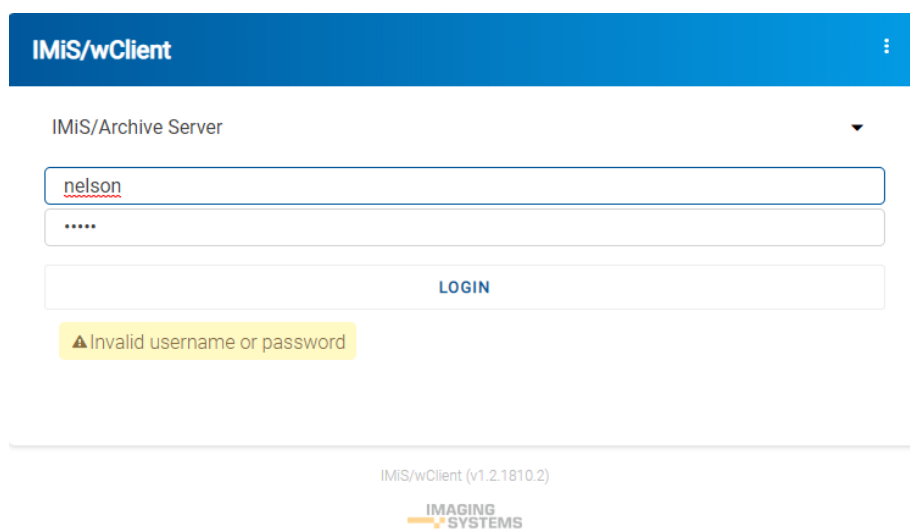 IMiS/wClient
IMiS/Archive Server
nelson
•••••
LOGIN
Invalid username or password
IMiS/wClient (v1.2.1810.2)
IMAGING
SYSTEMS